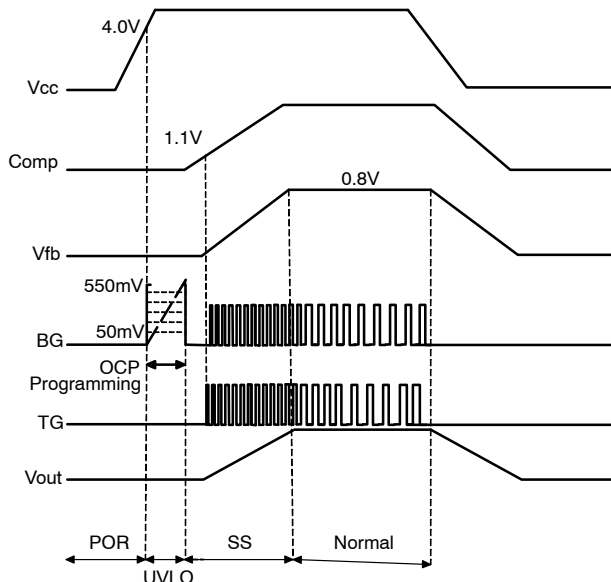 4.0V
Vcc
1.1V
Comp
0.8V
Vfb
550mV
50mV
BG
OCP
Programming
TG
Vout
POR
SS
Normal
UVLO